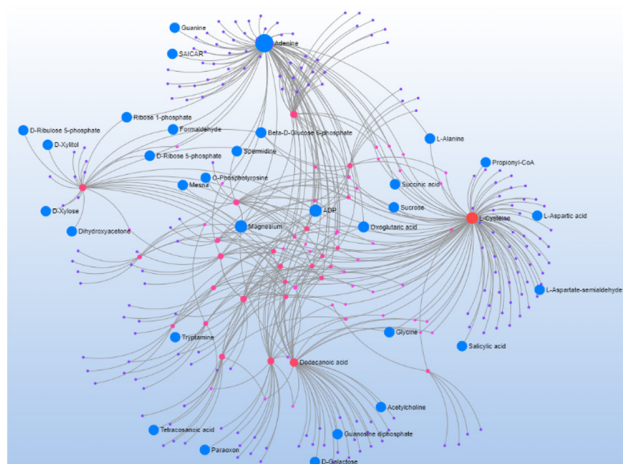 Guanine
Adenine
SAICAR
Ribose 1-phosphate
D-Ribulose 5-phosphate
Formaldehyde
Beta-D-Glucose 6-phosphate
L-Alanine
D-Xylitol
Spermidine
D-Ribose 5-phosphate
Propionyl-CoA
O-Phosphotyrosine
Mesna
Succinic acid
D-Xylose
ADP
Sucrose
L-Cysteine
L-Aspartic acid
Dihydroxyacetone
Magnesium
Oxoglutaric acid
L-Aspartate-semialdehyde
Tryptamine
Glycine
Salicylic acid
Dodecanoic acid
Acetylcholine
Tetracosanoic acid
Guanosine diphosphate
Paraoxon
D-Galactose